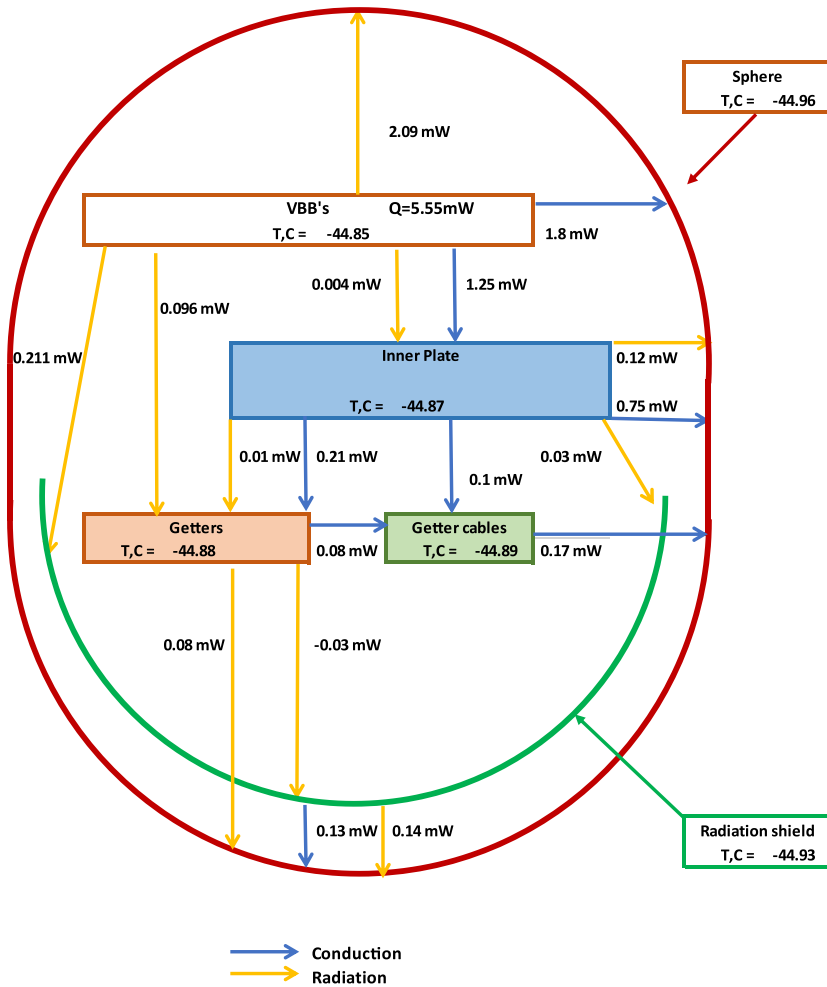 Sphere
T,C = -44.96
2.09 mW
VBB's Q=5.55mW
T,C = -44.85
1.8 mW
0.004 mW
1.25 mW
0.096 mW
0.211 mW
Inner Plate
T,C = -44.87
0.12 mW
0.75 mW
0.01 mW
0.21 mW
0.1 mW
0.03 mW
Getters
T,C = -44.88
0.08 mW
Getter cables
T,C = -44.89
0.17 mW
0.08 mW
-0.03 mW
0.13 mW
0.14 mW
Radiation shield
T,C = -44.93
Conduction
Radiation